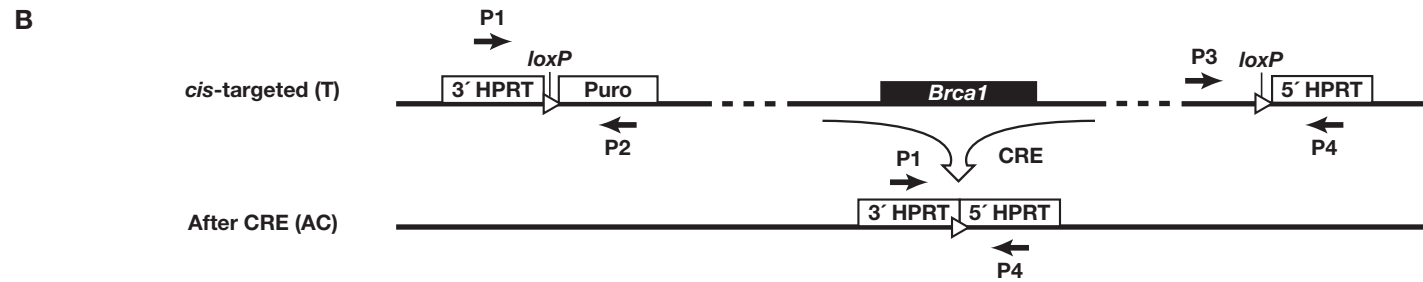 B
P1
loxP
P3
loxP
cis-targeted (T)
3´ HPRT
Puro
Brca1
5´ HPRT
P2
P4
CRE
P1
After CRE (AC)
3´ HPRT
5´ HPRT
P4